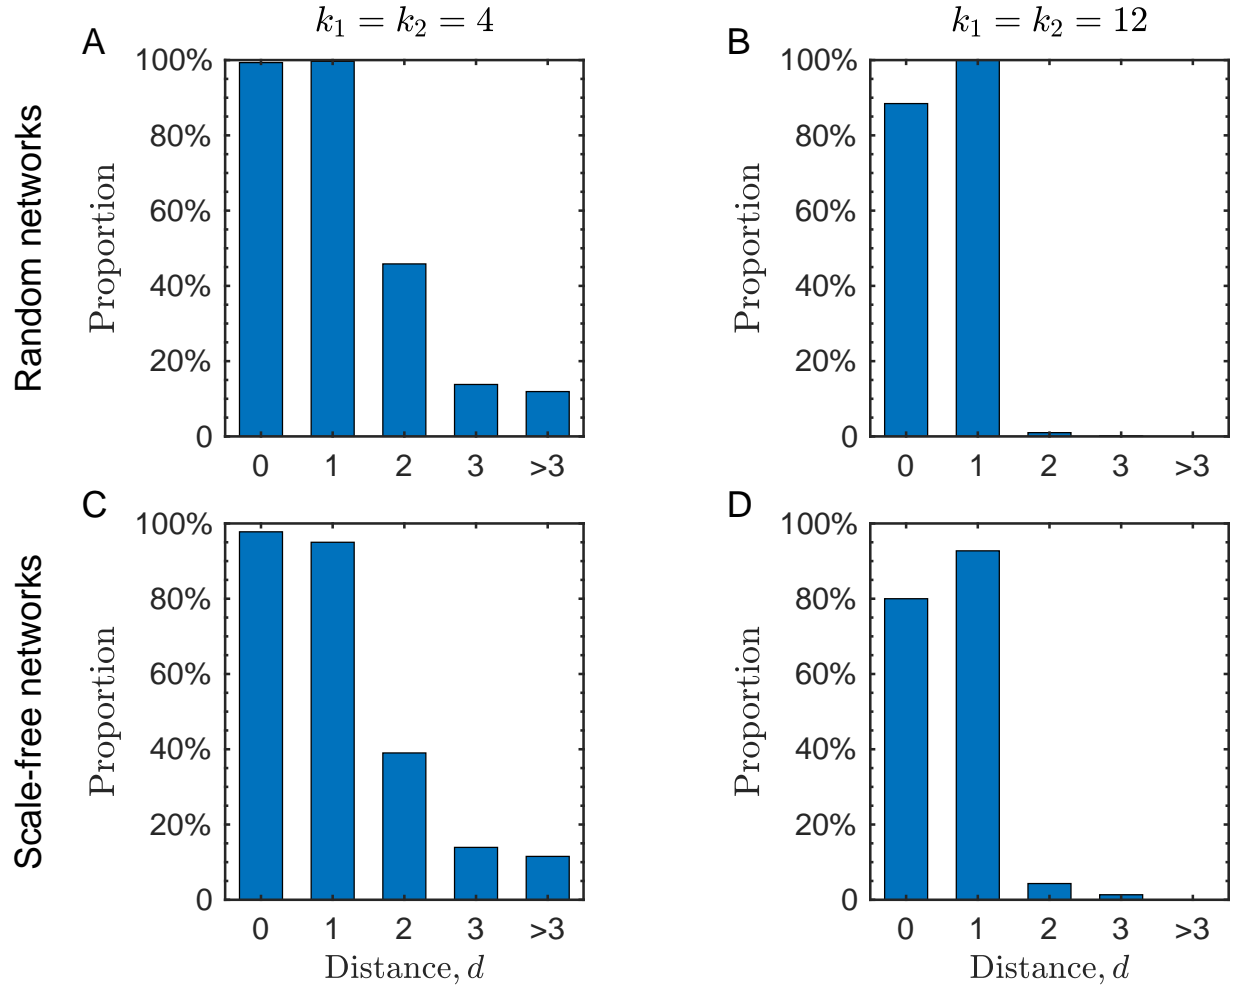 k₁ = k₂ = 4
k₁ = k₂ = 12
A
B
Random networks
Proportion
100%
80%
60%
40%
20%
0
0 1 2 3 >3
Proportion
100%
80%
60%
40%
20%
0
0 1 2 3 >3
C
D
Scale-free networks
Proportion
100%
80%
60%
40%
20%
0
0 1 2 3 >3
Distance, d
Proportion
100%
80%
60%
40%
20%
0
0 1 2 3 >3
Distance, d